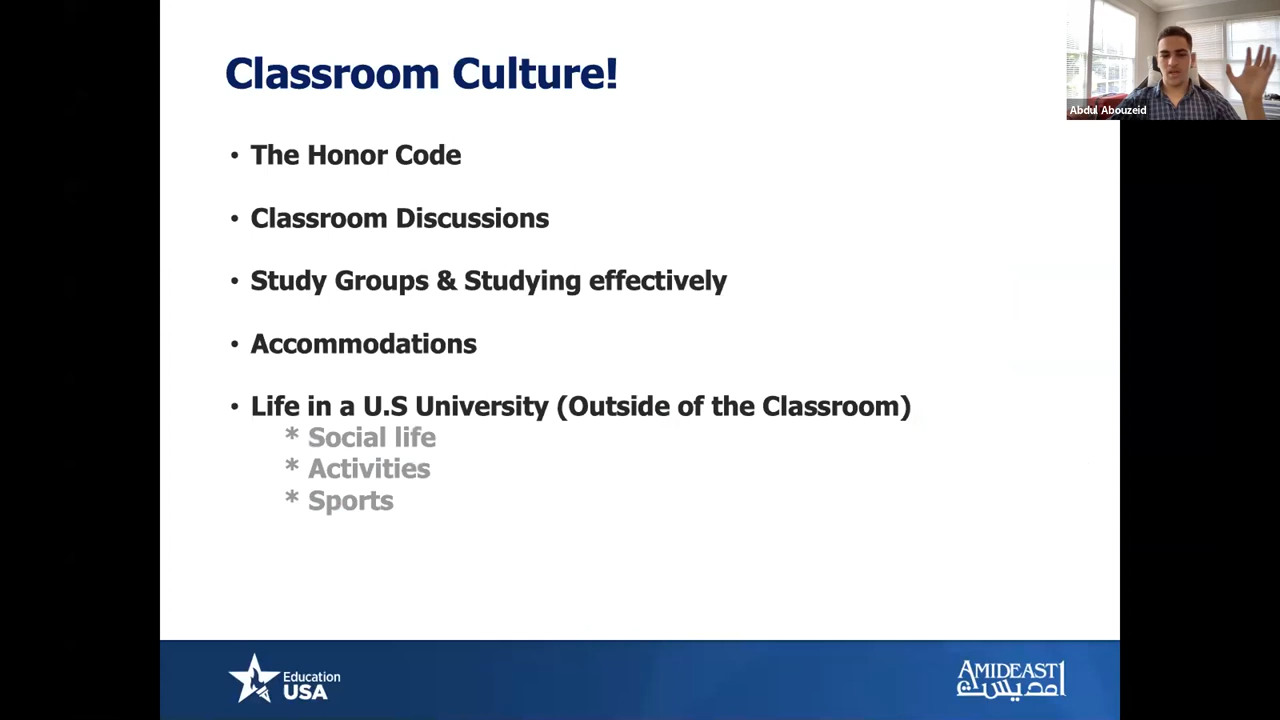 Classroom Culture!
Abdul Abouzeid
• The Honor Code
• Classroom Discussions
• Study Groups & Studying effectively
• Accommodations
• Life in a U.S University (Outside of the Classroom)
* Social life
* Activities
* Sports
Education
USA
AMIDEAST
امديست